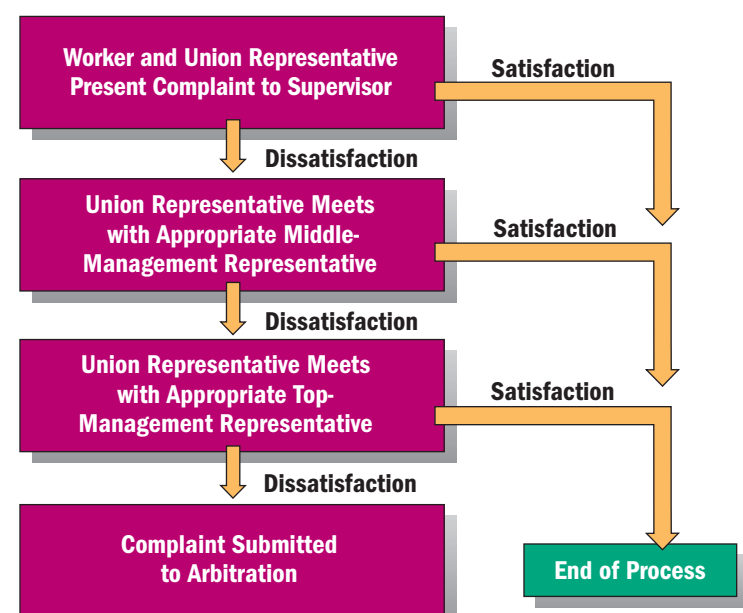 Worker and Union Representative
Present Complaint to Supervisor
Satisfaction
Dissatisfaction
Union Representative Meets
with Appropriate Middle-
Management Representative
Satisfaction
Dissatisfaction
Union Representative Meets
with Appropriate Top-
Management Representative
Satisfaction
Dissatisfaction
Complaint Submitted
to Arbitration
End of Process